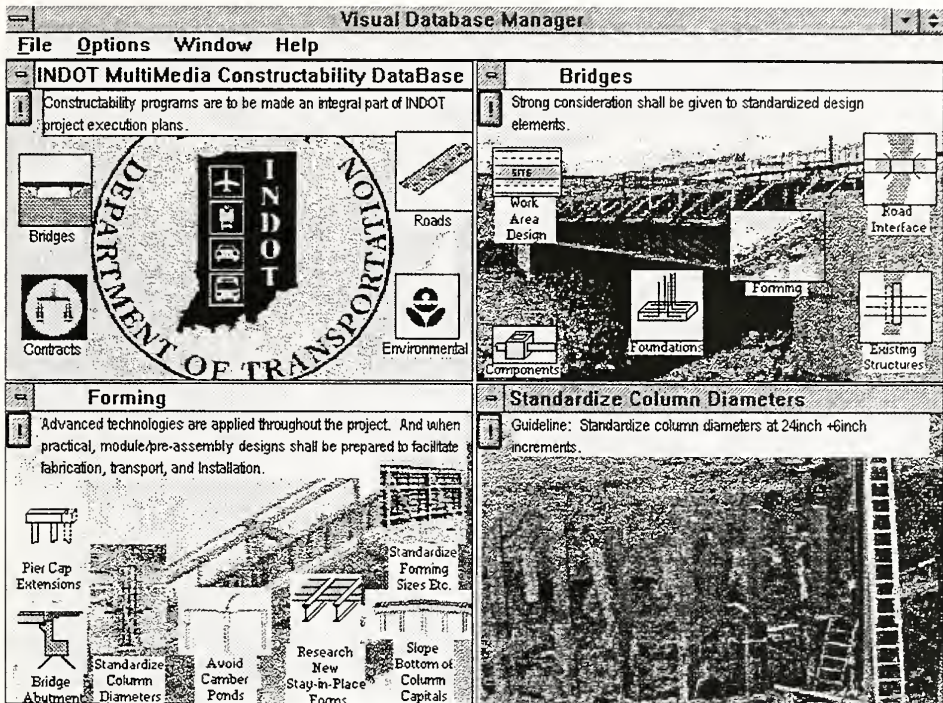 Visual Database Manager
File Options Window Help
INDOT MultiMedia Constructability DataBase
Constructability programs are to be made an integral part of INDOT
project execution plans.
Bridges
Roads
Contracts
Environmental
DEPARTMENT OF TRANSPORTATION
INDOT
Bridges
Strong consideration shall be given to standardized design
elements.
SITE
Work
Area
Design
Road
Interface
Forming
Foundations
Components
Existing
Structures
Forming
Advanced technologies are applied throughout the project. And when
practical, module/pre-assembly designs shall be prepared to facilitate
fabrication, transport, and Installation.
Pier Cap
Extensions
Standardize
Forming
Sizes Etc.
Bridge
Abutment
Standardize
Column
Diameters
Avoid
Camber
Ponds
Research
New
Stay-in-Place
Forms
Slope
Bottom of
Column
Capitals
Standardize Column Diameters
Guideline: Standardize column diameters at 24inch +6inch
increments.